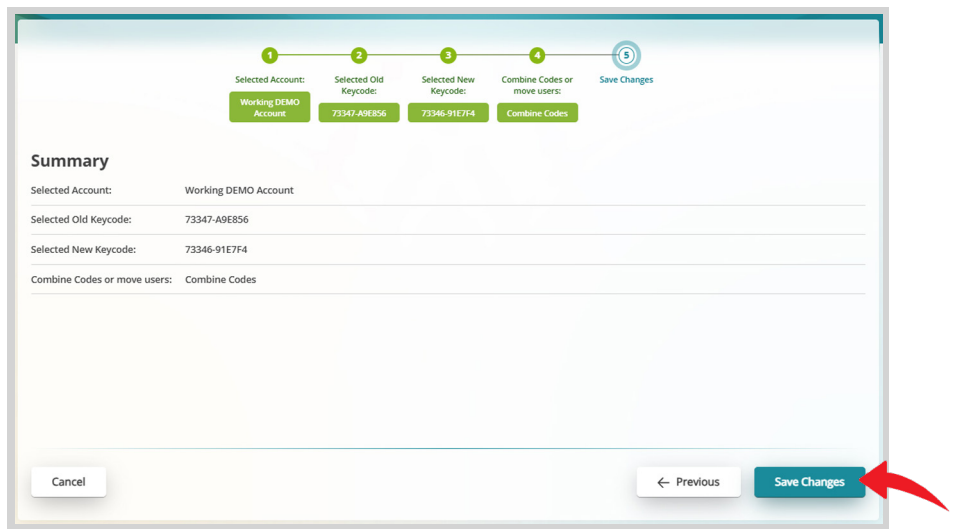 1 2 3 4 5
Selected Account: Selected Old Keycode: Selected New Keycode: Combine Codes or move users: Save Changes
Working DEMO Account 73347-A9E856 73346-91E7F4 Combine Codes
Summary
Selected Account: Working DEMO Account
Selected Old Keycode: 73347-A9E856
Selected New Keycode: 73346-91E7F4
Combine Codes or move users: Combine Codes
Cancel ← Previous Save Changes